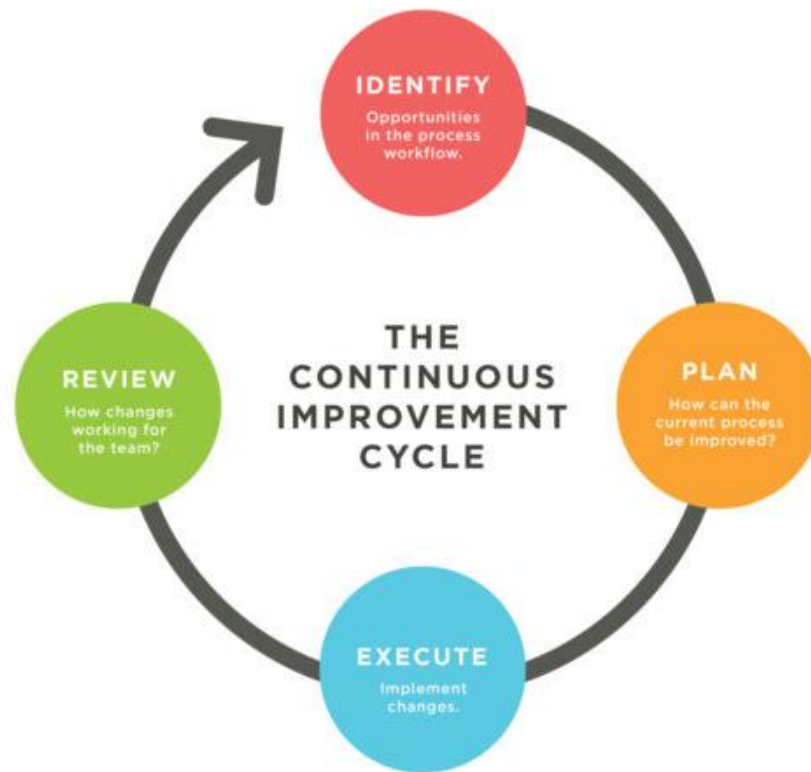 IDENTIFY
Opportunities
in the process
workflow.
THE
CONTINUOUS
IMPROVEMENT
CYCLE
PLAN
How can the
current process
be improved?
EXECUTE
Implement
changes.
REVIEW
How changes
working for
the team?